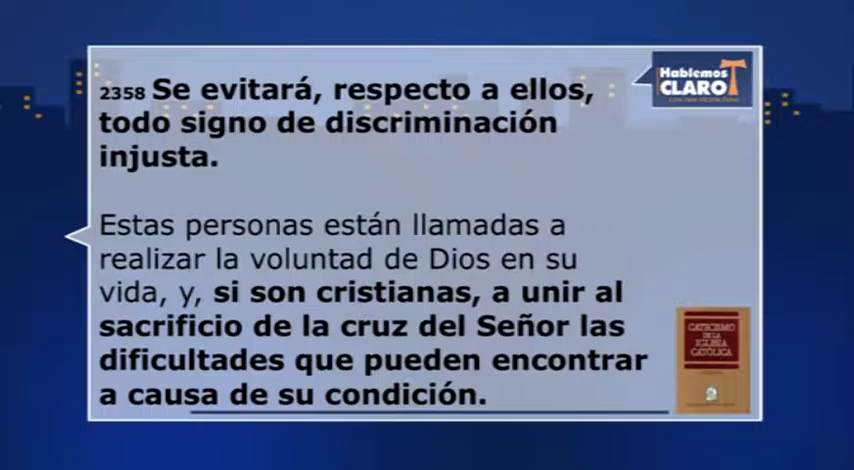 Hablemos
CLARO
2358 Se evitará, respecto a ellos,
todo signo de discriminación
injusta.
Estas personas están llamadas a
realizar la voluntad de Dios en su
vida, y, si son cristianas, a unir al
sacrificio de la cruz del Señor las
dificultades que pueden encontrar
a causa de su condición.
CATECISMO
DE LA
IGLESIA
CATÓLICA